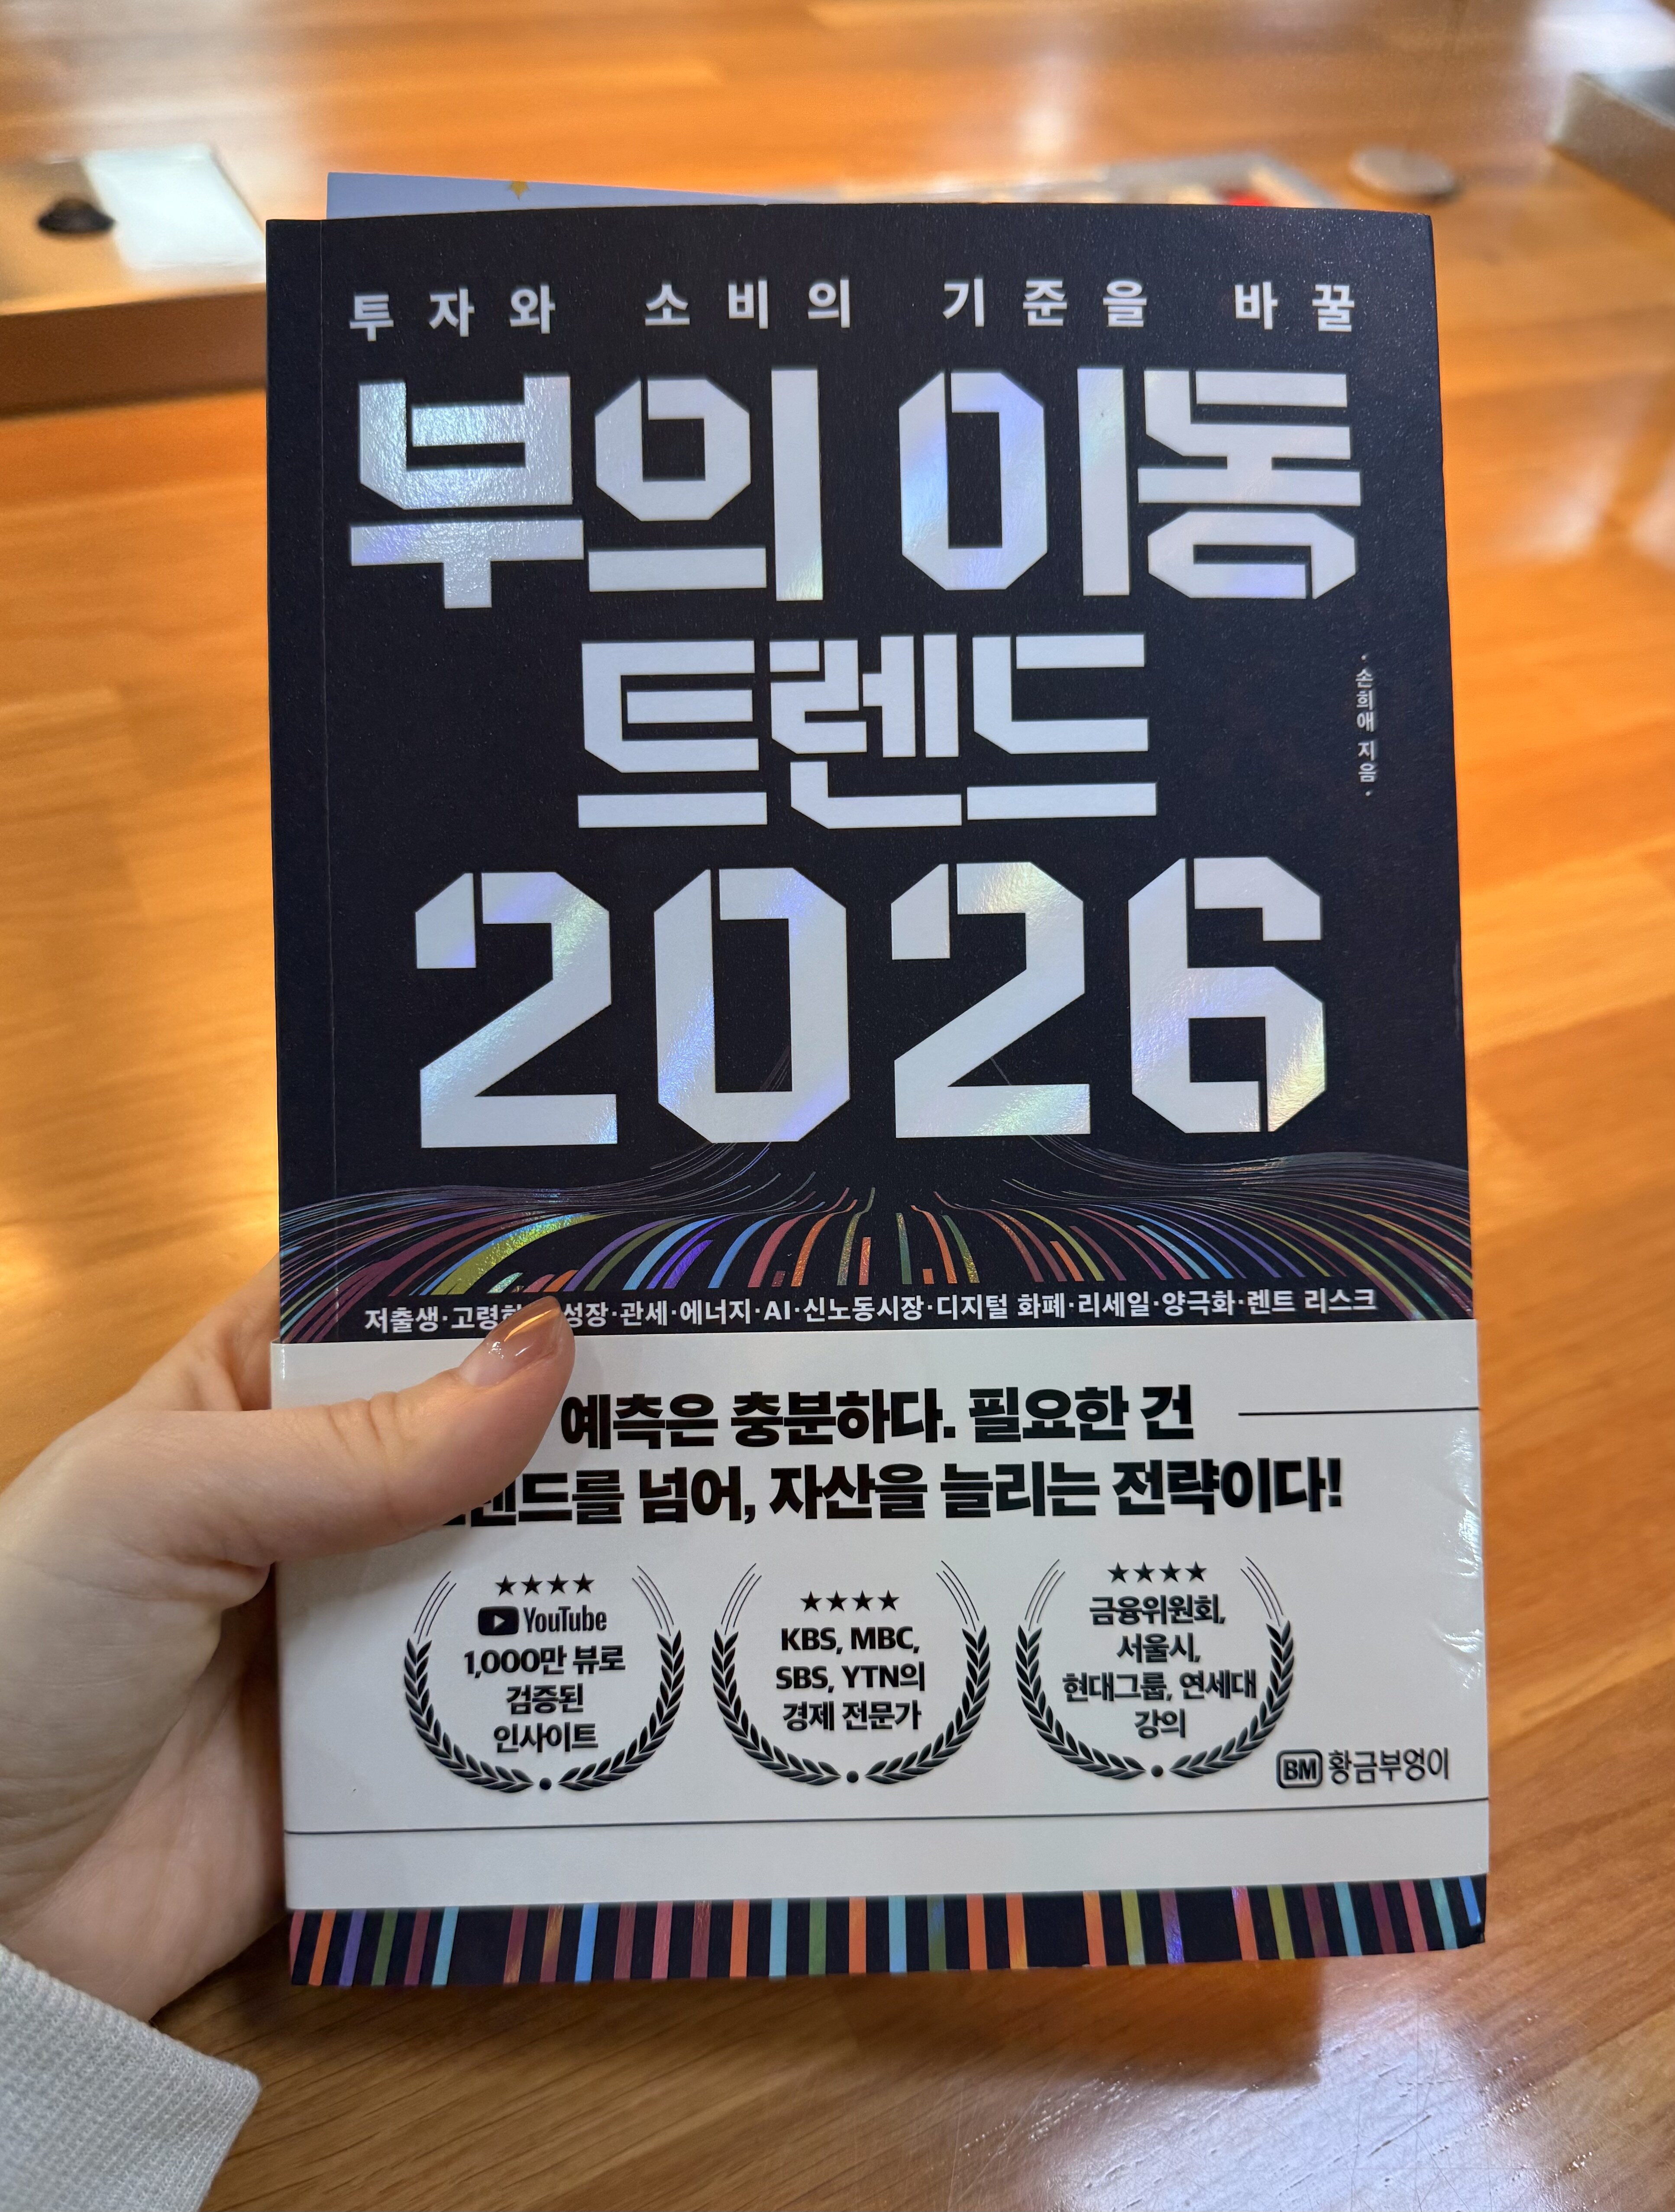 투자와 소비의 기준을 바꿀
부의 이동
트렌드
손희애 지음
2026
저출생·고령화·성장·관세·에너지·AI·신노동시장·디지털 화폐·리세일·양극화·렌트 리스크
예측은 충분하다. 필요한 건
넘어, 자산을 늘리는 전략이다!
★★★★
YouTube
1,000만 뷰로
검증된
인사이트
★★★★
KBS, MBC,
SBS, YTN의
경제 전문가
★★★★
금융위원회,
서울시,
현대그룹, 연세대
강의
BM 황금부엉이